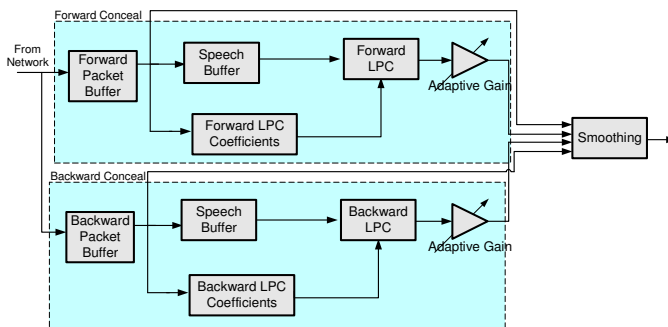 Forward Conceal
From
Network
Forward
Packet
Buffer
Speech
Buffer
Forward
LPC
Adaptive Gain
Forward LPC
Coefficients
Smoothing
Backward Conceal
Backward
Packet
Buffer
Speech
Buffer
Backward
LPC
Adaptive Gain
Backward LPC
Coefficients